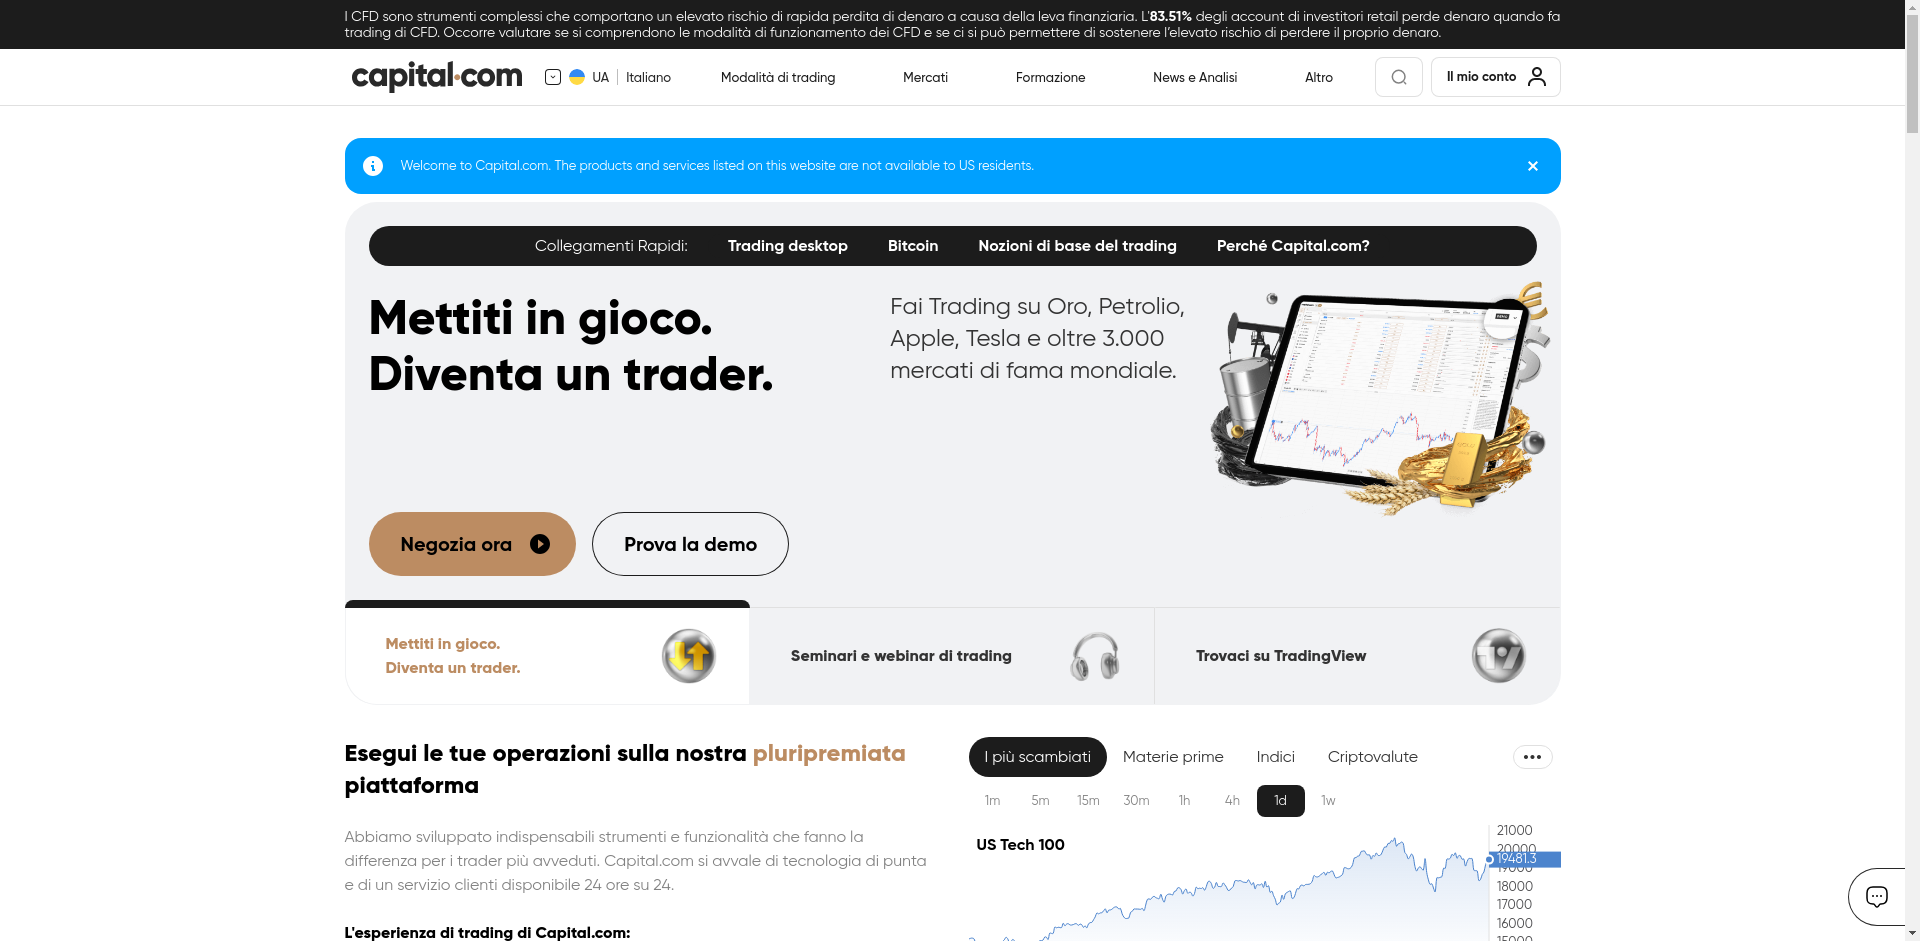 I CFD sono strumenti complessi che comportano un elevato rischio di rapida perdita di denaro a causa della leva finanziaria. L'83.51% degli account di investitori retail perde denaro quando fa
trading di CFD. Occorre valutare se si comprendono le modalità di funzionamento dei CFD e se ci si può permettere di sostenere l'elevato rischio di perdere il proprio denaro.
capital.com
UA
Italiano
Modalità di trading
Mercati
Formazione
News e Analisi
Altro
Il mio conto
Welcome to Capital.com. The products and services listed on this website are not available to US residents.
Collegamenti Rapidi:
Trading desktop
Bitcoin
Nozioni di base del trading
Perché Capital.com?
Mettiti in gioco.
Diventa un trader.
Fai Trading su Oro, Petrolio,
Apple, Tesla e oltre 3.000
mercati di fama mondiale.
Negozia ora
Prova la demo
Mettiti in gioco.
Diventa un trader.
Seminari e webinar di trading
Trovaci su TradingView
Esegui le tue operazioni sulla nostra pluripremiata
piattaforma
Abbiamo sviluppato indispensabili strumenti e funzionalità che fanno la
differenza per i trader più avveduti. Capital.com si avvale di tecnologia di punta
e di un servizio clienti disponibile 24 ore su 24.
L'esperienza di trading di Capital.com:
I più scambiati
Materie prime
Indici
Criptovalute
1m
5m
15m
30m
1h
4h
1d
1w
US Tech 100
21000
20000
19481.3
19000
18000
17000
16000
15000